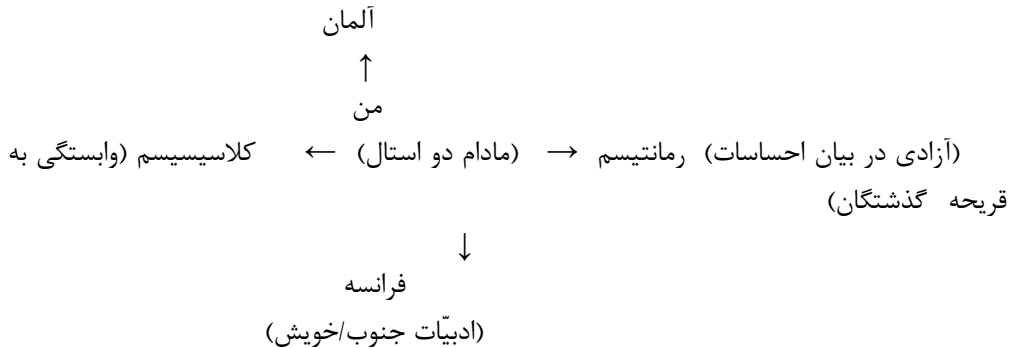 آلمان
↑
من
(آزادی در بیان احساسات) رمانتیسم → (مادام دو استال) ← کلاسیسیسم (وابستگی به
قریحه گذشتگان)
↓
فرانسه
(ادبیّات جنوب/خویش)